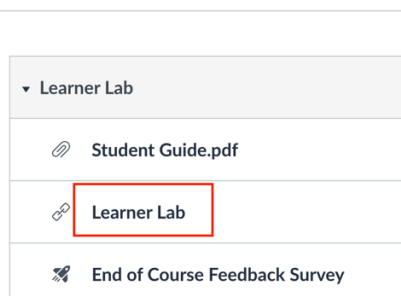 Learner Lab
Student Guide.pdf
Learner Lab
End of Course Feedback Survey